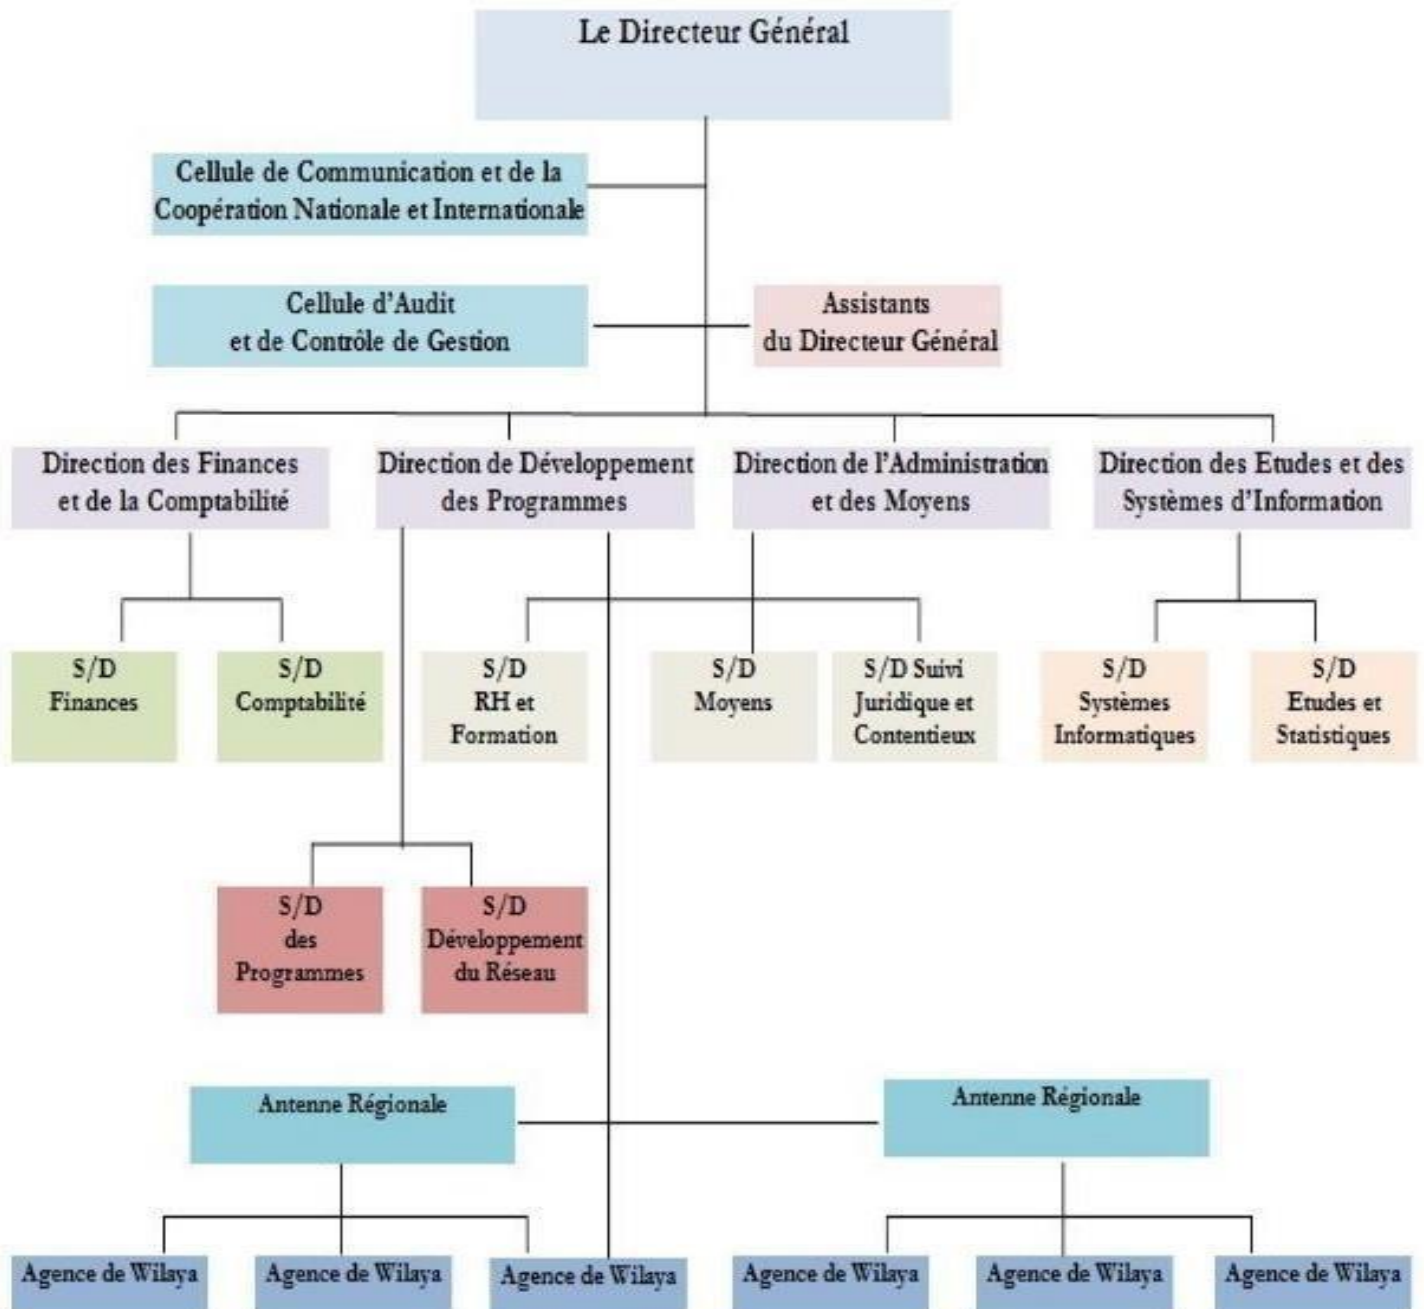 Le Directeur Général
Cellule de Communication et de la
Coopération Nationale et Internationale
Cellule d'Audit
et de Contrôle de Gestion
Assistants
du Directeur Général
Direction des Finances
et de la Comptabilité
Direction de Développement
des Programmes
Direction de l'Administration
et des Moyens
Direction des Etudes et des
Systèmes d'Information
S/D
Finances
S/D
Comptabilité
S/D
RH et
Formation
S/D
Moyens
S/D Suivi
Juridique et
Contentieux
S/D
Systèmes
Informatiques
S/D
Etudes et
Statistiques
S/D
des
Programmes
S/D
Développement
du Réseau
Antenne Régionale
Antenne Régionale
Agence de Wilaya
Agence de Wilaya
Agence de Wilaya
Agence de Wilaya
Agence de Wilaya
Agence de Wilaya